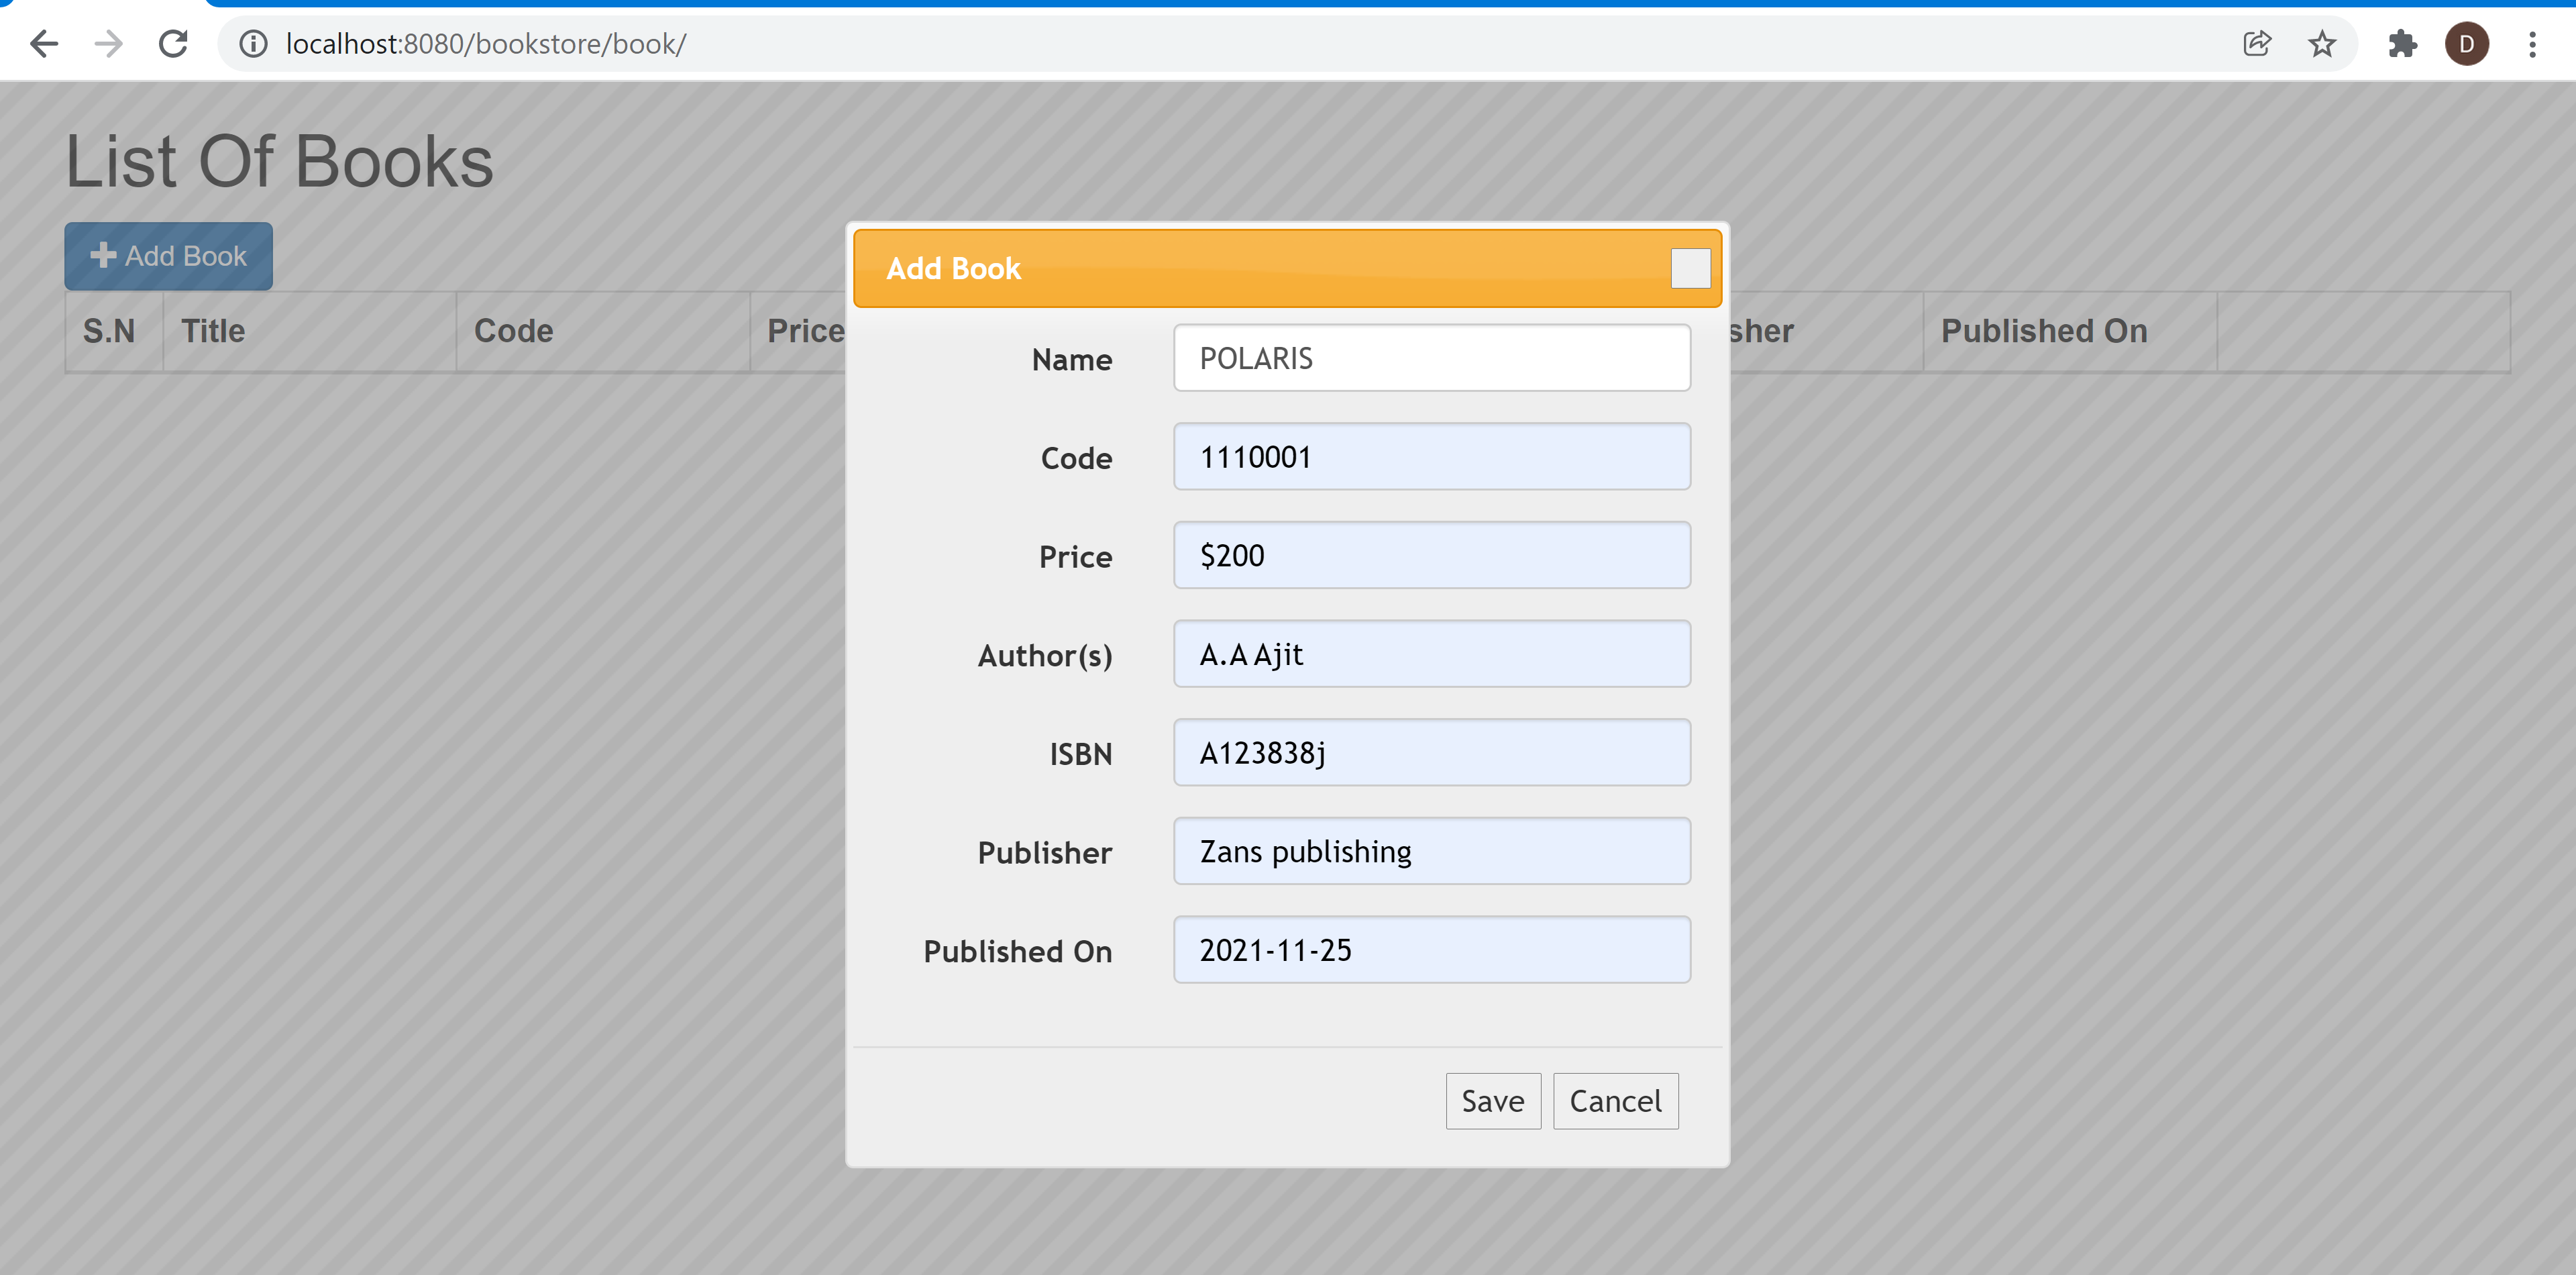 localhost:8080/bookstore/book/
D
List Of Books
Add Book
S.N Title Code Price sher Published On
Add Book
Name POLARIS
Code 1110001
Price $200
Author(s) A.A Ajit
ISBN A123838j
Publisher Zans publishing
Published On 2021-11-25
Save Cancel